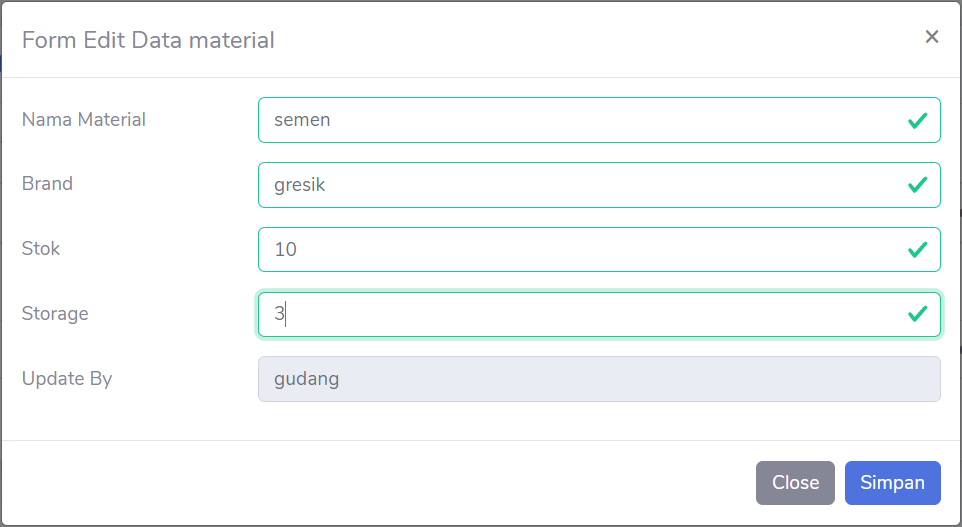 Form Edit Data material ×
Nama Material semen
Brand gresik
Stok 10
Storage 3
Update By gudang
Close Simpan